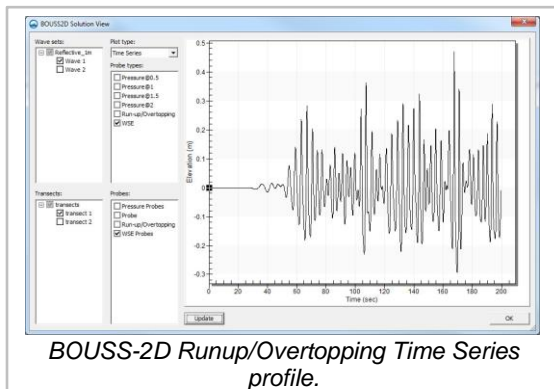 BOUSS2D Solution View
Wave sets:
Reflective_1m
Wave 1
Wave 2
Plot type:
Time Series
Probe types:
Pressure@0.5
Pressure@1
Pressure@1.5
Pressure@2
Run-up/Overtopping
WSE
Transects:
transects
transect 1
transect 2
Probes:
Pressure Probes
Probe
Run-up/Overtopping
WSE Probes
Elevation (m)
0.5
0.4
0.3
0.2
0.1
0
-0.1
-0.2
-0.3
0 20 40 60 80 100 120 140 160 180 200
Time (sec)
Update
OK
BOUSS-2D Runup/Overtopping Time Series
profile.